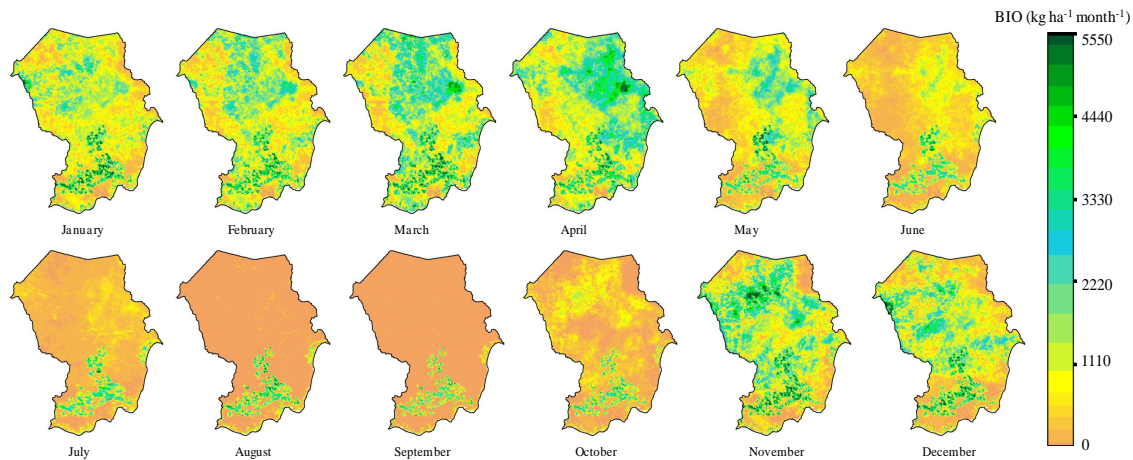 BIO (kg ha-1 month-1)
5550
4440
3330
2220
1110
0
January
February
March
April
May
June
July
August
September
October
November
December